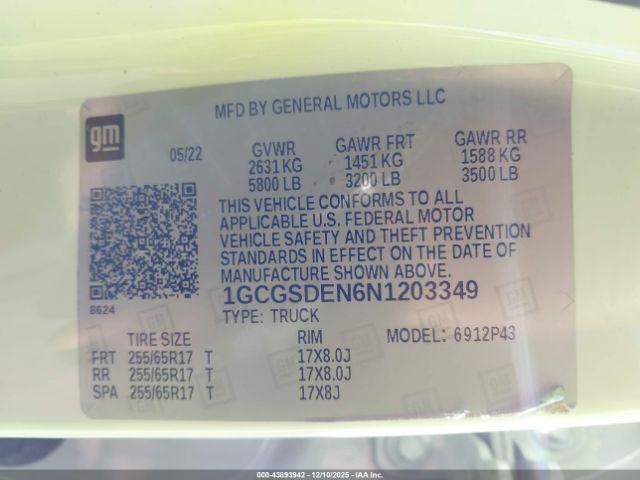 MFD BY GENERAL MOTORS LLC
gm
05/22
GVWR GAWR FRT GAWR RR
2631 KG 1451 KG 1588 KG
5800 LB 3200 LB 3500 LB
THIS VEHICLE CONFORMS TO ALL
APPLICABLE U.S. FEDERAL MOTOR
VEHICLE SAFETY AND THEFT PREVENTION
STANDARDS IN EFFECT ON THE DATE OF
MANUFACTURE SHOWN ABOVE.
1GCGSDEN6N1203349
8624
TYPE: TRUCK
TIRE SIZE RIM MODEL: 6912P43
FRT 255/65R17 T 17X8.0J
RR 255/65R17 T 17X8.0J
SPA 255/65R17 T 17X8J
000-43893942 - 12/10/2025 - IAA Inc.